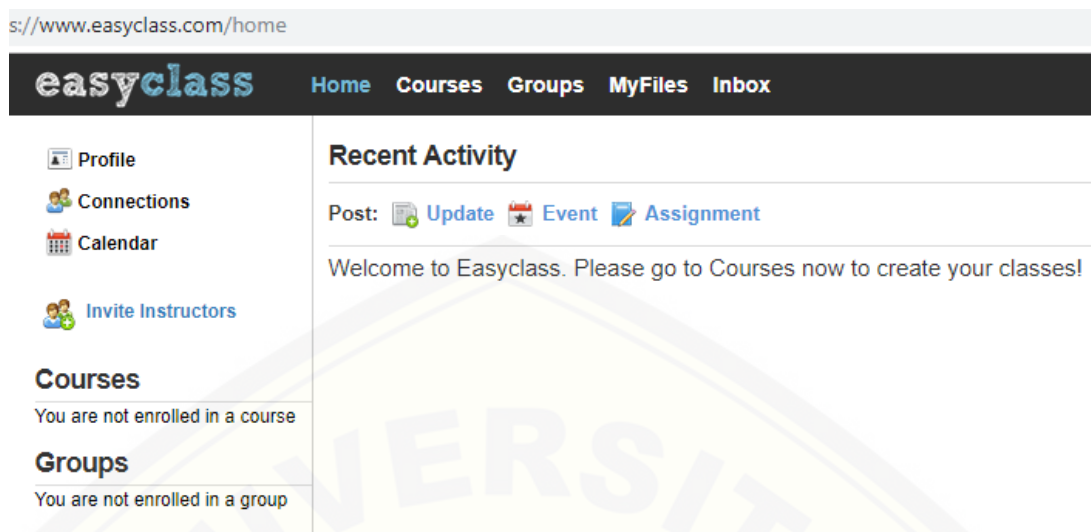 s://www.easyclass.com/home
easyclass Home Courses Groups MyFiles Inbox
Profile
Connections
Calendar
Invite Instructors
Courses
You are not enrolled in a course
Groups
You are not enrolled in a group
Recent Activity
Post: Update Event Assignment
Welcome to Easyclass. Please go to Courses now to create your classes!